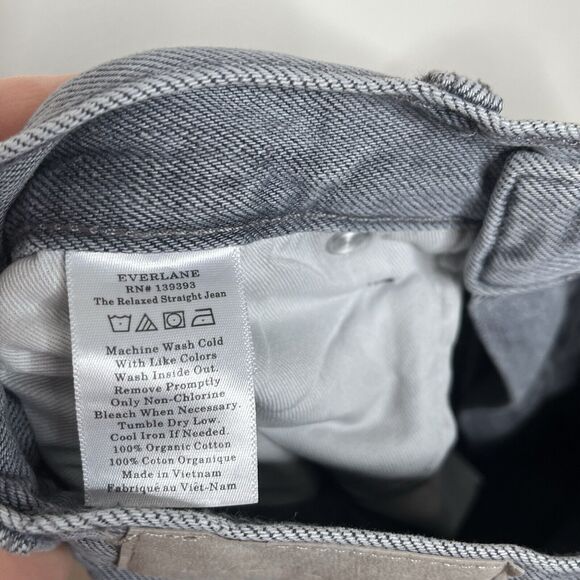 EVERLANE
RN# 139393
The Relaxed Straight Jean
Machine Wash Cold
With Like Colors
Wash Inside Out.
Remove Promptly
Only Non-Chlorine
Bleach When Necessary.
Tumble Dry Low.
Cool Iron If Needed.
100% Organic Cotton
100% Coton Organique
Made in Vietnam
Fabriqué au Viêt-Nam